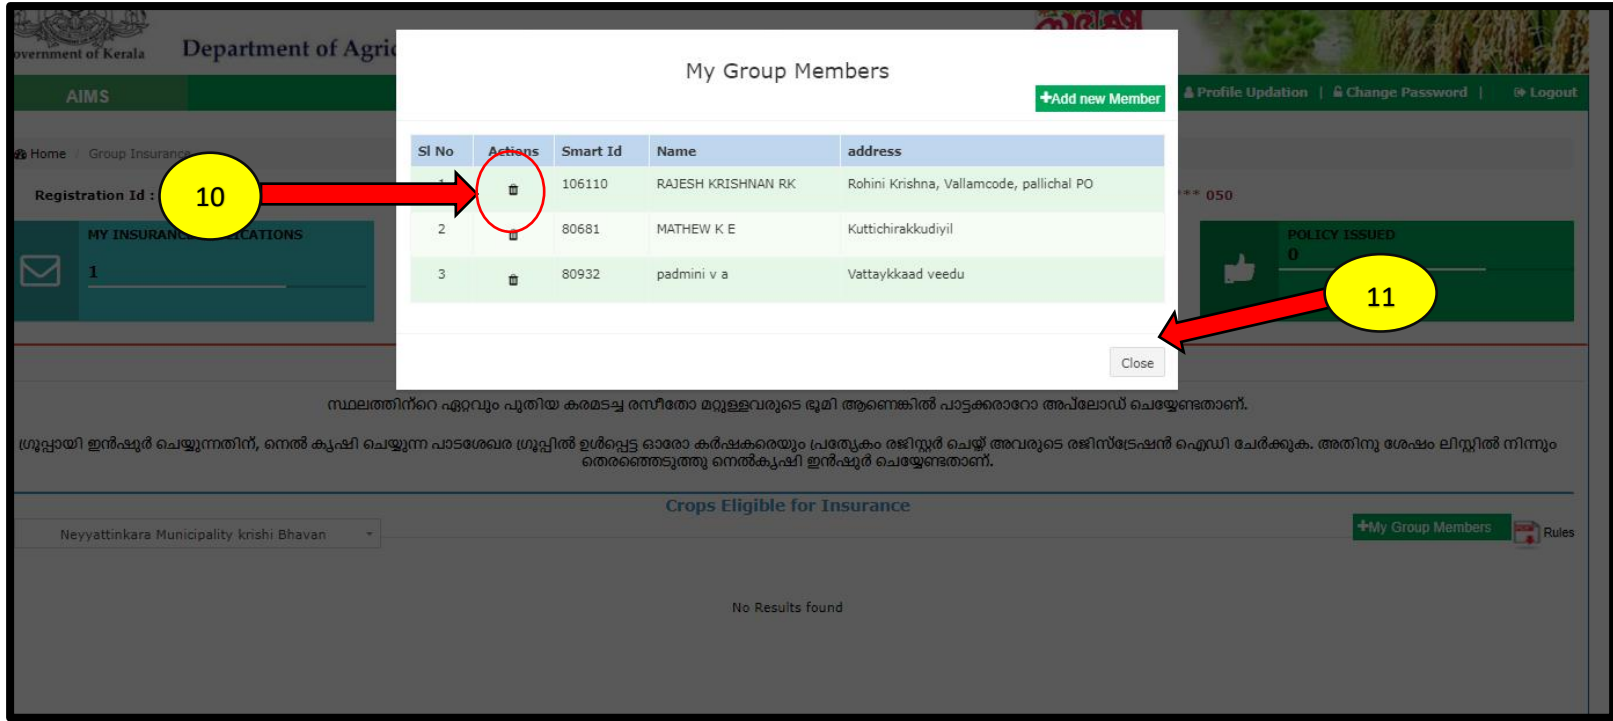 overnment of Kerala
Department of Agric
AIMS
Profile Updation | Change Password | Logout
Home / Group Insurance
Registration Id :
*** 050
MY INSURANCE
CATIONS
1
POLICY ISSUED
0
My Group Members
+Add new Member
Sl No Actions Smart Id Name address
1 106110 RAJESH KRISHNAN RK Rohini Krishna, Vallamcode, pallichal PO
2 80681 MATHEW K E Kuttichirakkudiyil
3 80932 padmini v a Vattaykkaad veedu
10
11
Close
സ്ഥലത്തിന്റെ ഏറ്റവും പുതിയ കരമടച്ച രസീതോ മറ്റുള്ളവരുടെ ഭൂമി ആണെങ്കിൽ പാട്ടക്കരാറോ അപ്‌ലോഡ് ചെയ്യേണ്ടതാണ്.
ഗ്രൂപ്പായി ഇൻഷുർ ചെയ്യുന്നതിന്, നെൽ കൃഷി ചെയ്യുന്ന പാടശേഖര ഗ്രൂപ്പിൽ ഉൾപ്പെട്ട ഓരോ കർഷകരെയും പ്രത്യേകം രജിസ്റ്റർ ചെയ്ത് അവരുടെ രജിസ്ട്രേഷൻ ഐഡി ചേർക്കുക. അതിനു ശേഷം ലിസ്റ്റിൽ നിന്നും
തെരഞ്ഞെടുത്തു നെൽകൃഷി ഇൻഷുർ ചെയ്യേണ്ടതാണ്.
Crops Eligible for Insurance
Neyyattinkara Municipality krishi Bhavan
+My Group Members
Rules
No Results found